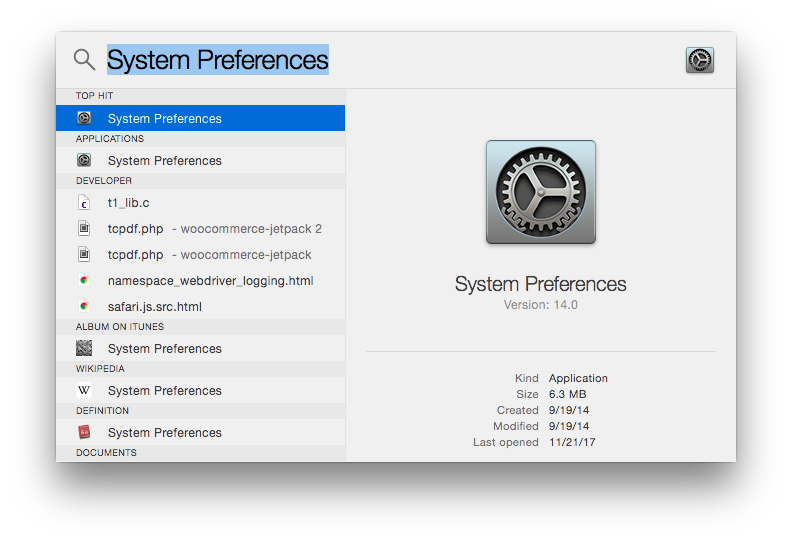 System Preferences
TOP HIT
System Preferences
APPLICATIONS
System Preferences
DEVELOPER
t1_lib.c
tcpdf.php - woocommerce-jetpack 2
tcpdf.php - woocommerce-jetpack
namespace_webdriver_logging.html
safari.js.src.html
ALBUM ON ITUNES
System Preferences
WIKIPEDIA
System Preferences
DEFINITION
System Preferences
DOCUMENTS
System Preferences
Version: 14.0
Kind Application
Size 6.3 MB
Created 9/19/14
Modified 9/19/14
Last opened 11/21/17